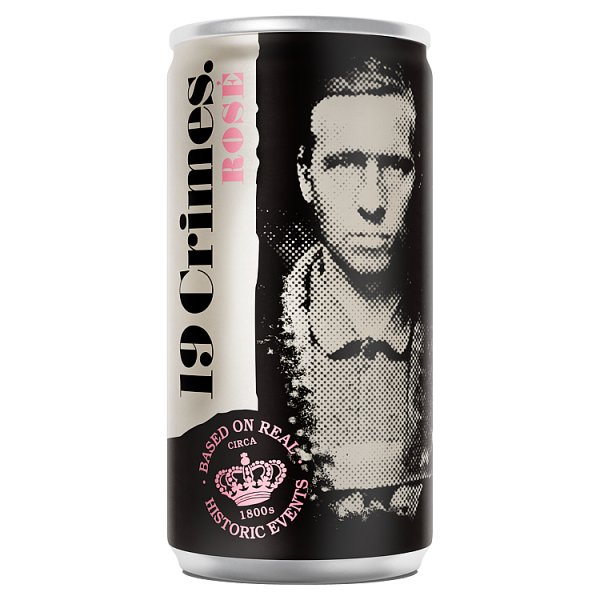 19 Crimes.
ROSÉ
· BASED ON REAL ·
CIRCA
1800s
HISTORIC EVENTS